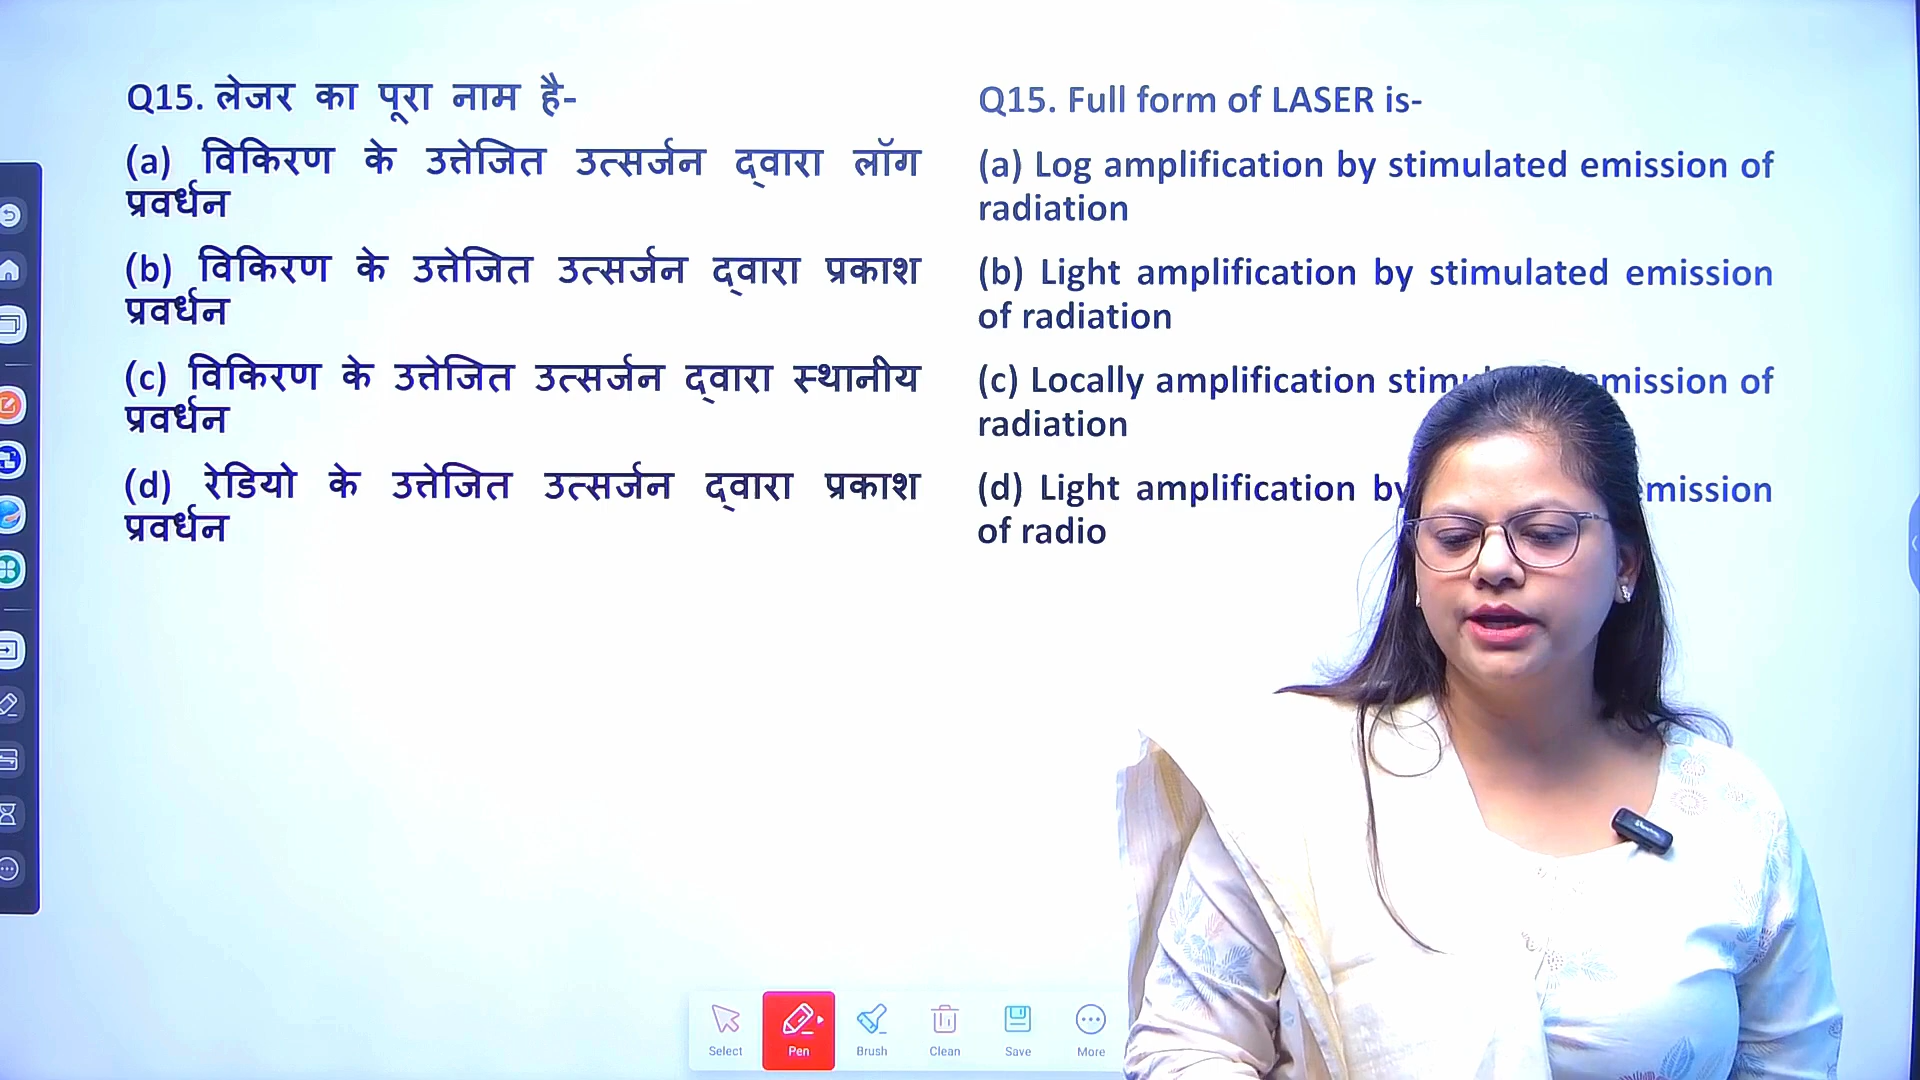 Q15. लेजर का पूरा नाम है-
(a) विकिरण के उत्तेजित उत्सर्जन द्वारा लॉग
प्रवर्धन
(b) विकिरण के उत्तेजित उत्सर्जन द्वारा प्रकाश
प्रवर्धन
(c) विकिरण के उत्तेजित उत्सर्जन द्वारा स्थानीय
प्रवर्धन
(d) रेडियो के उत्तेजित उत्सर्जन द्वारा प्रकाश
प्रवर्धन
Q15. Full form of LASER is-
(a) Log amplification by stimulated emission of
radiation
(b) Light amplification by stimulated emission
of radiation
(c) Locally amplification emission of
radiation
(d) Light amplification by
of radio
Select
Pen
Brush
Clean
Save
More